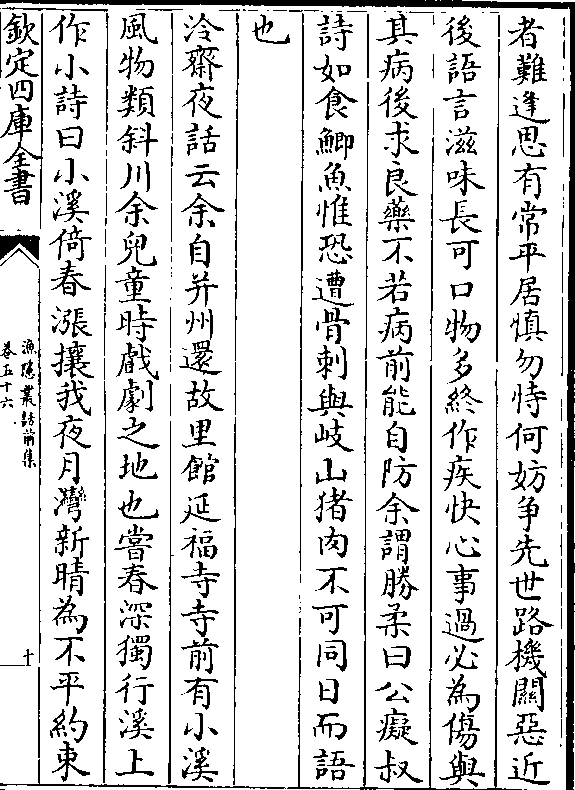 者難逢思有常平居慎勿恃何妨争先世路機關惡近
後語言滋味長可口物多終作疾快心事過必為傷與
其病後求良藥不若病前能自防余謂勝柔曰公癡叔
詩如食鯽魚惟恐遭骨刺與岐山猪肉不可同日而語
也
冷齋夜話云余自并州還故里館延福寺寺前有小溪
風物類斜川余兒童時戲劇之地也嘗春深獨行溪上
作小詩曰小溪倚春漲攘我夜月灣新晴為不平約束
欽定四庫全書
漁隱叢話前集
卷五十六
十